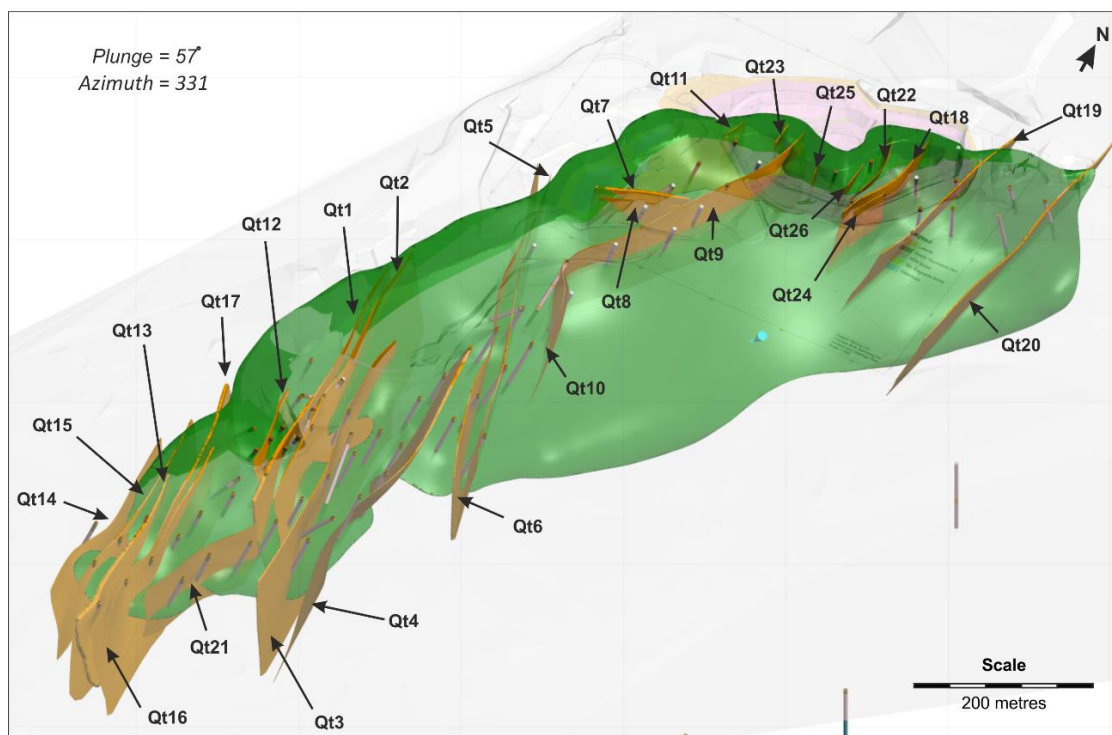 Plunge = 57°
Azimuth = 331
N
Qt11
Qt23
Qt25
Qt22
Qt18
Qt19
Qt7
Qt5
Qt2
Qt1
Qt12
Qt17
Qt13
Qt15
Qt14
Qt8
Qt9
Qt26
Qt24
Qt20
Qt10
Qt6
Qt4
Qt21
Qt16
Qt3
Scale
200 metres